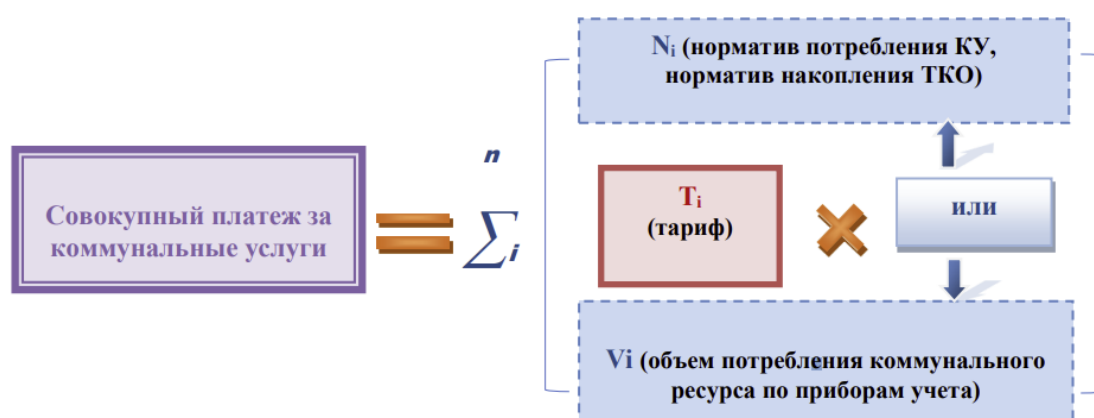 Nᵢ (норматив потребления КУ,
норматив накопления ТКО)
Совокупный платеж за
коммунальные услуги
n
∑ᵢ
Tᵢ
(тариф)
или
Vi (объем потребления коммунального
ресурса по приборам учета)